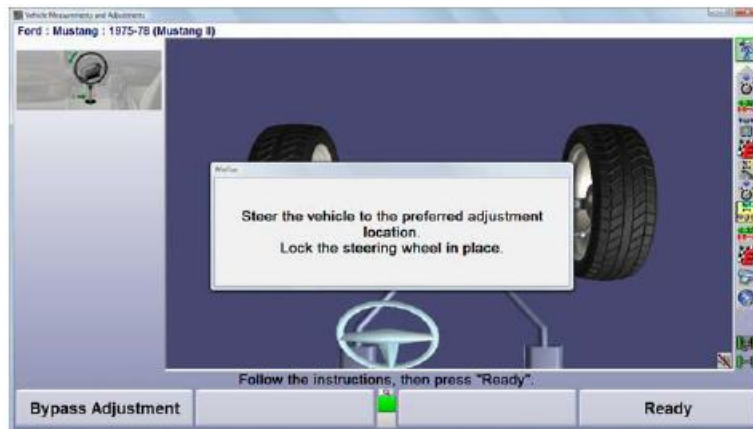 Vehicle Measurements and Adjustments
Ford : Mustang : 1975-78 (Mustang II)
WinAlign
Steer the vehicle to the preferred adjustment
location.
Lock the steering wheel in place.
Follow the instructions, then press "Ready".
Bypass Adjustment
Ready